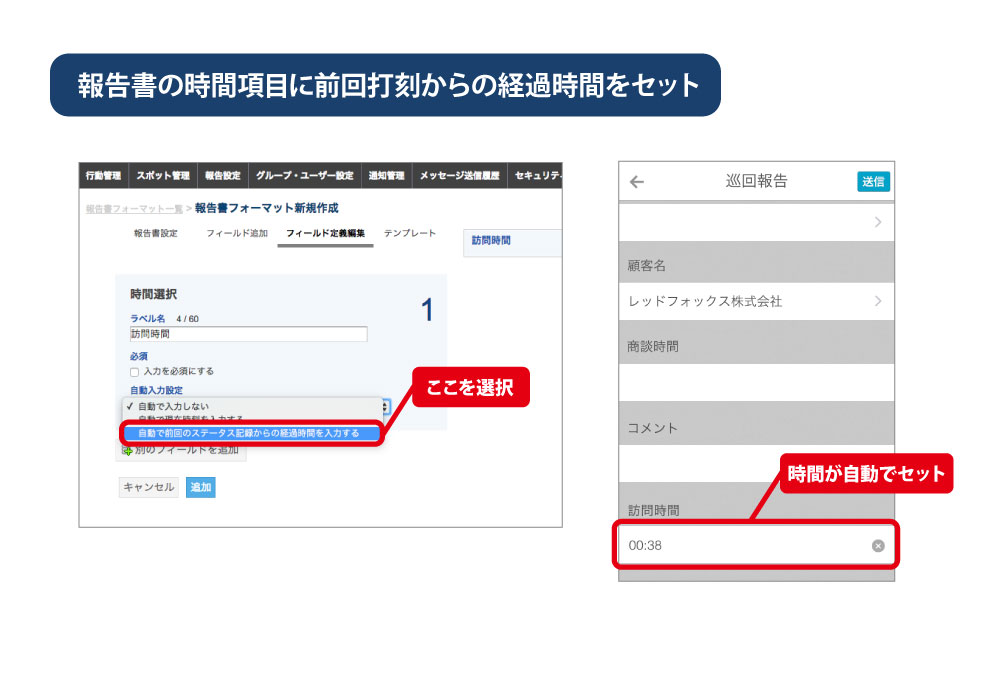 報告書の時間項目に前回打刻からの経過時間をセット
行動管理 スポット管理 報告設定 グループ・ユーザー設定 通知管理 メッセージ送信履歴 セキュリティ
報告書フォーマット一覧 > 報告書フォーマット新規作成
報告書設定 フィールド追加 フィールド定義編集 テンプレート
訪問時間
時間選択
1
ラベル名 4 / 60
訪問時間
必須
入力を必須にする
自動入力設定
✓ 自動で入力しない
自動で現在時刻を入力する
自動で前回のステータス記録からの経過時間を入力する
別のフィールドを追加
キャンセル 追加
ここを選択
← 巡回報告 送信
顧客名
レッドフォックス株式会社
商談時間
コメント
時間が自動でセット
訪問時間
00:38